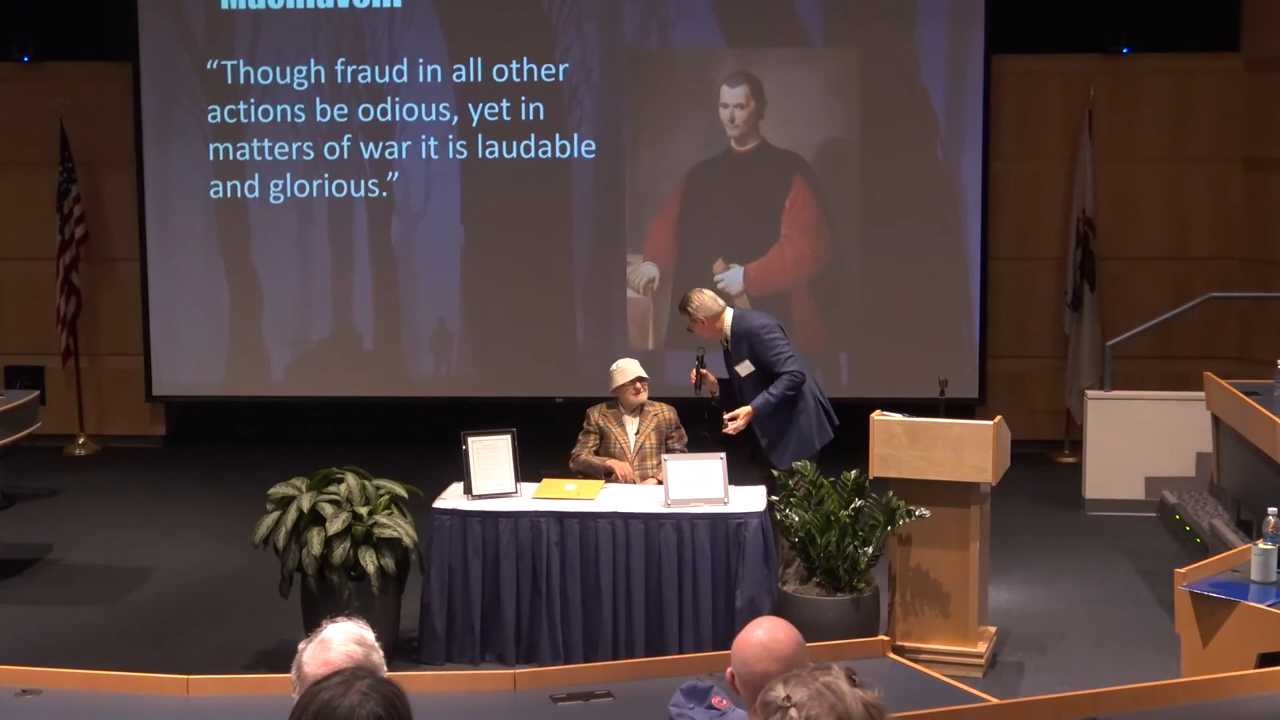 Machiavelli
“Though fraud in all other
actions be odious, yet in
matters of war it is laudable
and glorious.”